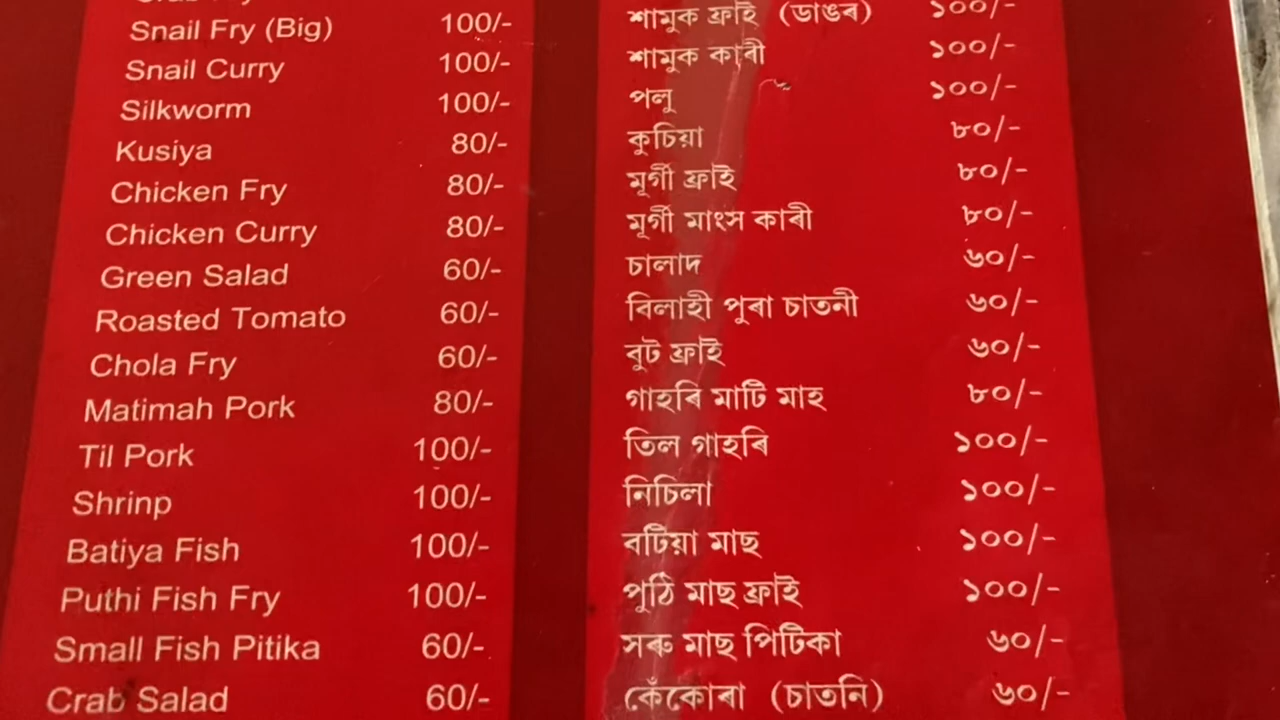 Snail Fry (Big) 100/- শামুক ফ্ৰাই (ডাঙৰ) ১০০/-
Snail Curry 100/- শামুক কাৰী ১০০/-
Silkworm 100/- পলু ১০০/-
Kusiya 80/- কুচিয়া ৮০/-
Chicken Fry 80/- মূৰ্গী ফ্ৰাই ৮০/-
Chicken Curry 80/- মূৰ্গী মাংস কাৰী ৮০/-
Green Salad 60/- চালাদ ৬০/-
Roasted Tomato 60/- বিলাহী পুৰা চাতনী ৬০/-
Chola Fry 60/- বুট ফ্ৰাই ৬০/-
Matimah Pork 80/- গাহৰি মাটি মাহ ৮০/-
Til Pork 100/- তিল গাহৰি ১০০/-
Shrinp 100/- নিচিলা ১০০/-
Batiya Fish 100/- বটিয়া মাছ ১০০/-
Puthi Fish Fry 100/- পুঠি মাছ ফ্ৰাই ১০০/-
Small Fish Pitika 60/- সৰু মাছ পিটিকা ৬০/-
Crab Salad 60/- কেঁকোৰা (চাতনি) ৬০/-